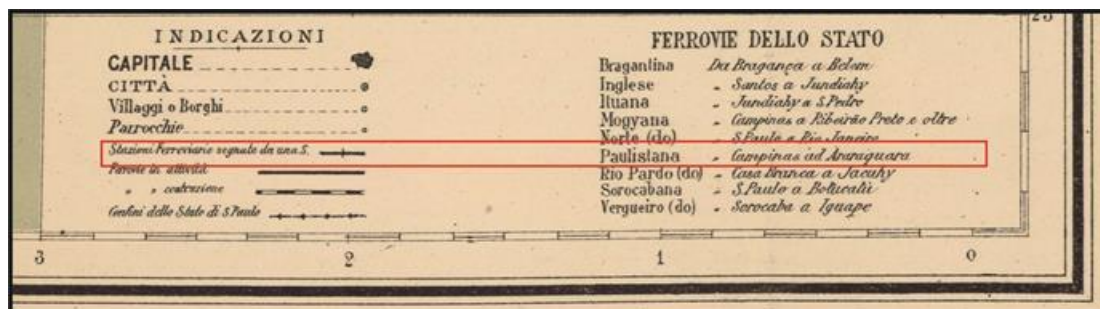 INDICAZIONI
CAPITALE
CITTÀ
Villaggi o Borghi
Parrocchie
Stazioni Ferroviarie segnate da una S.
Ferrovie in attività
" " costruzione
Confini dello Stato di S. Paulo
FERROVIE DELLO STATO
Bragantina Da Bragança a Belem
Inglese " Santos a Jundiahy
Ituana " Jundiahy a S. Pedro
Mogyana " Campinas a Ribeirão Preto e oltre
Norte (do) " S. Paulo a Rio Janeiro
Paulistana " Campinas ad Araraquara
Rio Pardo (do) " Casa Branca a Jacuhy
Sorocabana " S. Paulo a Botucatú
Vergueiro (do) " Sorocaba a Iguape
25
3 2 1 0